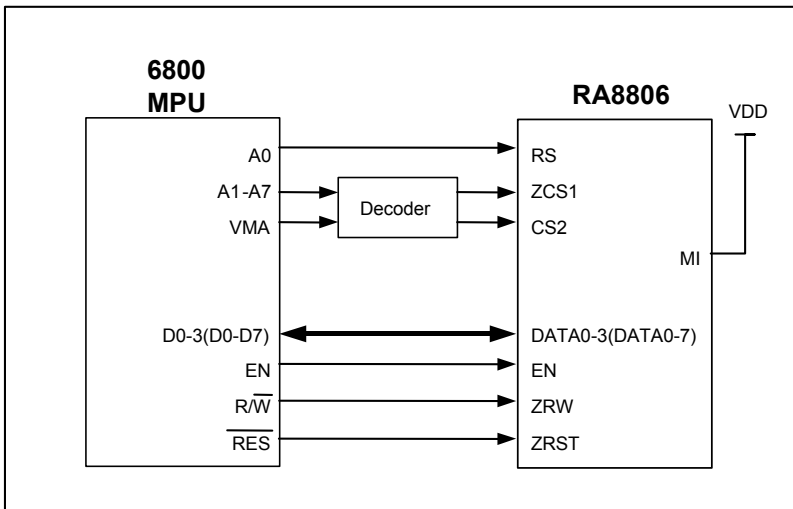 6800
MPU
RA8806
VDD
A0
RS
A1-A7
Decoder
ZCS1
VMA
CS2
MI
D0-3(D0-D7)
DATA0-3(DATA0-7)
EN
EN
R/W̅
ZRW
R̅E̅S̅
ZRST